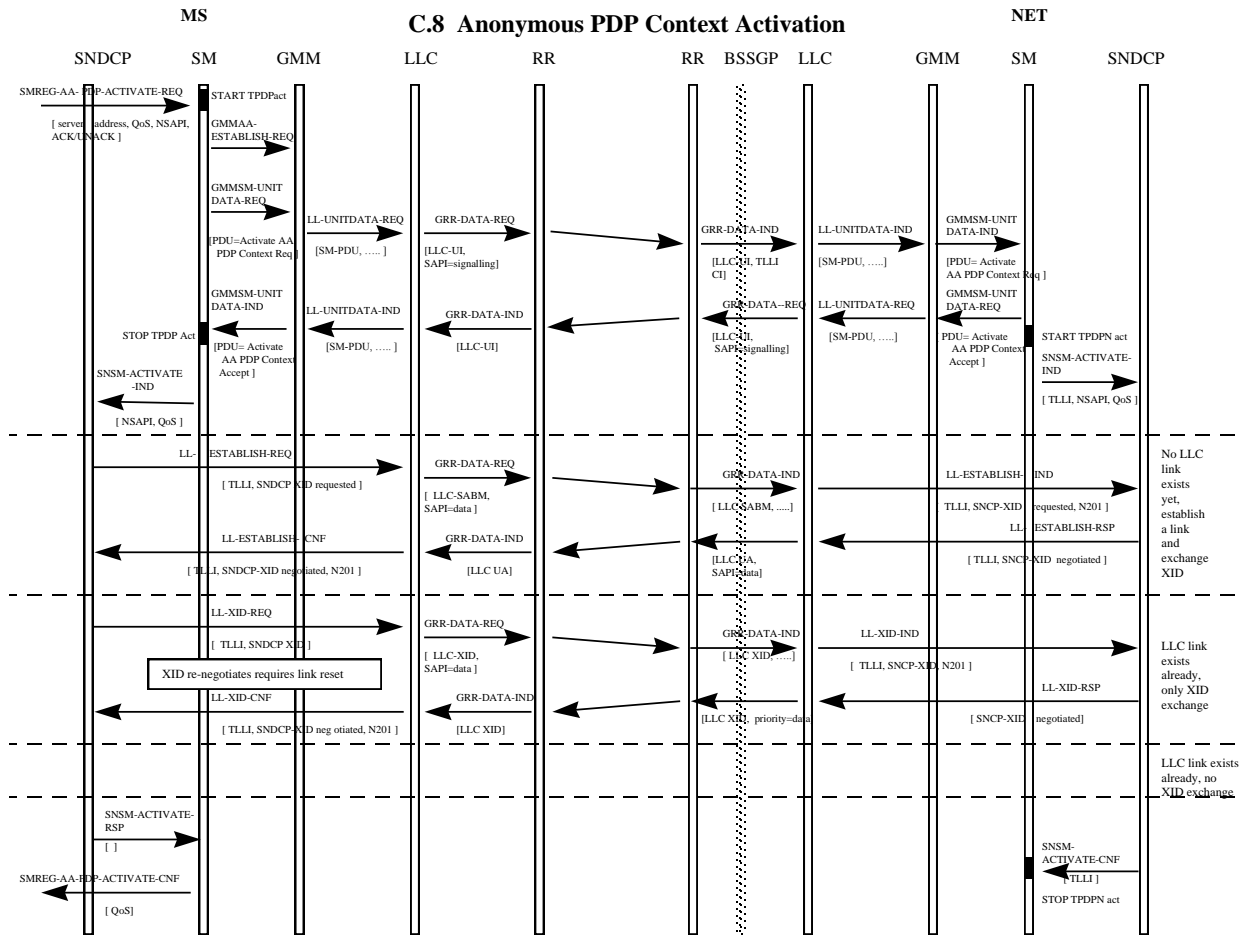 MS
C.8 Anonymous PDP Context Activation
NET
SNDCP SM GMM LLC RR RR BSSGP LLC GMM SM SNDCP
SMREG-AA- PDP-ACTIVATE-REQ
[ server address, QoS, NSAPI,
ACK/UNACK ]
START TPDPact
GMMAA-
ESTABLISH-REQ
GMMSM-UNIT
DATA-REQ
[PDU=Activate AA
PDP Context Req ]
LL-UNITDATA-REQ
[SM-PDU, ….. ]
GRR-DATA-REQ
[LLC-UI,
SAPI=signalling]
GRR-DATA-IND
[LLC-UI, TLLI
CI]
LL-UNITDATA-IND
[SM-PDU, …..]
GMMSM-UNIT
DATA-IND
[PDU= Activate
AA PDP Context Req ]
GMMSM-UNIT
DATA-IND
STOP TPDP Act
[PDU= Activate
AA PDP Context
Accept ]
LL-UNITDATA-IND
[SM-PDU, ….. ]
GRR-DATA-IND
[LLC-UI]
GRR-DATA--REQ
[LLC-UI,
SAPI=signalling]
LL-UNITDATA-REQ
[SM-PDU, …..]
GMMSM-UNIT
DATA-REQ
PDU= Activate
AA PDP Context
Accept ]
START TPDPN act
SNSM-ACTIVATE-
IND
[ TLLI, NSAPI, QoS ]
SNSM-ACTIVATE
-IND
[ NSAPI, QoS ]
LL- ESTABLISH-REQ
[ TLLI, SNDCP XID requested ]
GRR-DATA-REQ
[ LLC-SABM,
SAPI=data ]
GRR-DATA-IND
[ LLC-SABM, .....]
LL-ESTABLISH- IND
TLLI, SNCP-XID requested, N201 ]
No LLC
link
exists
yet,
establish
a link
and
exchange
XID
LL-ESTABLISH- CNF
[ TLLI, SNDCP-XID negotiated, N201 ]
GRR-DATA-IND
[LLC UA]
GRR-DATA-REQ
[LLC-UA,
SAPI=data]
LL- ESTABLISH-RSP
[ TLLI, SNCP-XID negotiated ]
LL-XID-REQ
[ TLLI, SNDCP XID ]
GRR-DATA-REQ
[ LLC-XID,
SAPI=data ]
GRR-DATA-IND
[ LLC XID, …..]
LL-XID-IND
[ TLLI, SNCP-XID, N201 ]
LLC link
exists
already,
only XID
exchange
XID re-negotiates requires link reset
LL-XID-CNF
[ TLLI, SNDCP-XID neg otiated, N201 ]
GRR-DATA-IND
[LLC XID]
[LLC XID, priority=data
LL-XID-RSP
[ SNCP-XID negotiated]
LLC link exists
already, no
XID exchange
SNSM-ACTIVATE-
RSP
[ ]
SNSM-
ACTIVATE-CNF
[ TLLI ]
STOP TPDPN act
SMREG-AA-PDP-ACTIVATE-CNF
[ QoS]